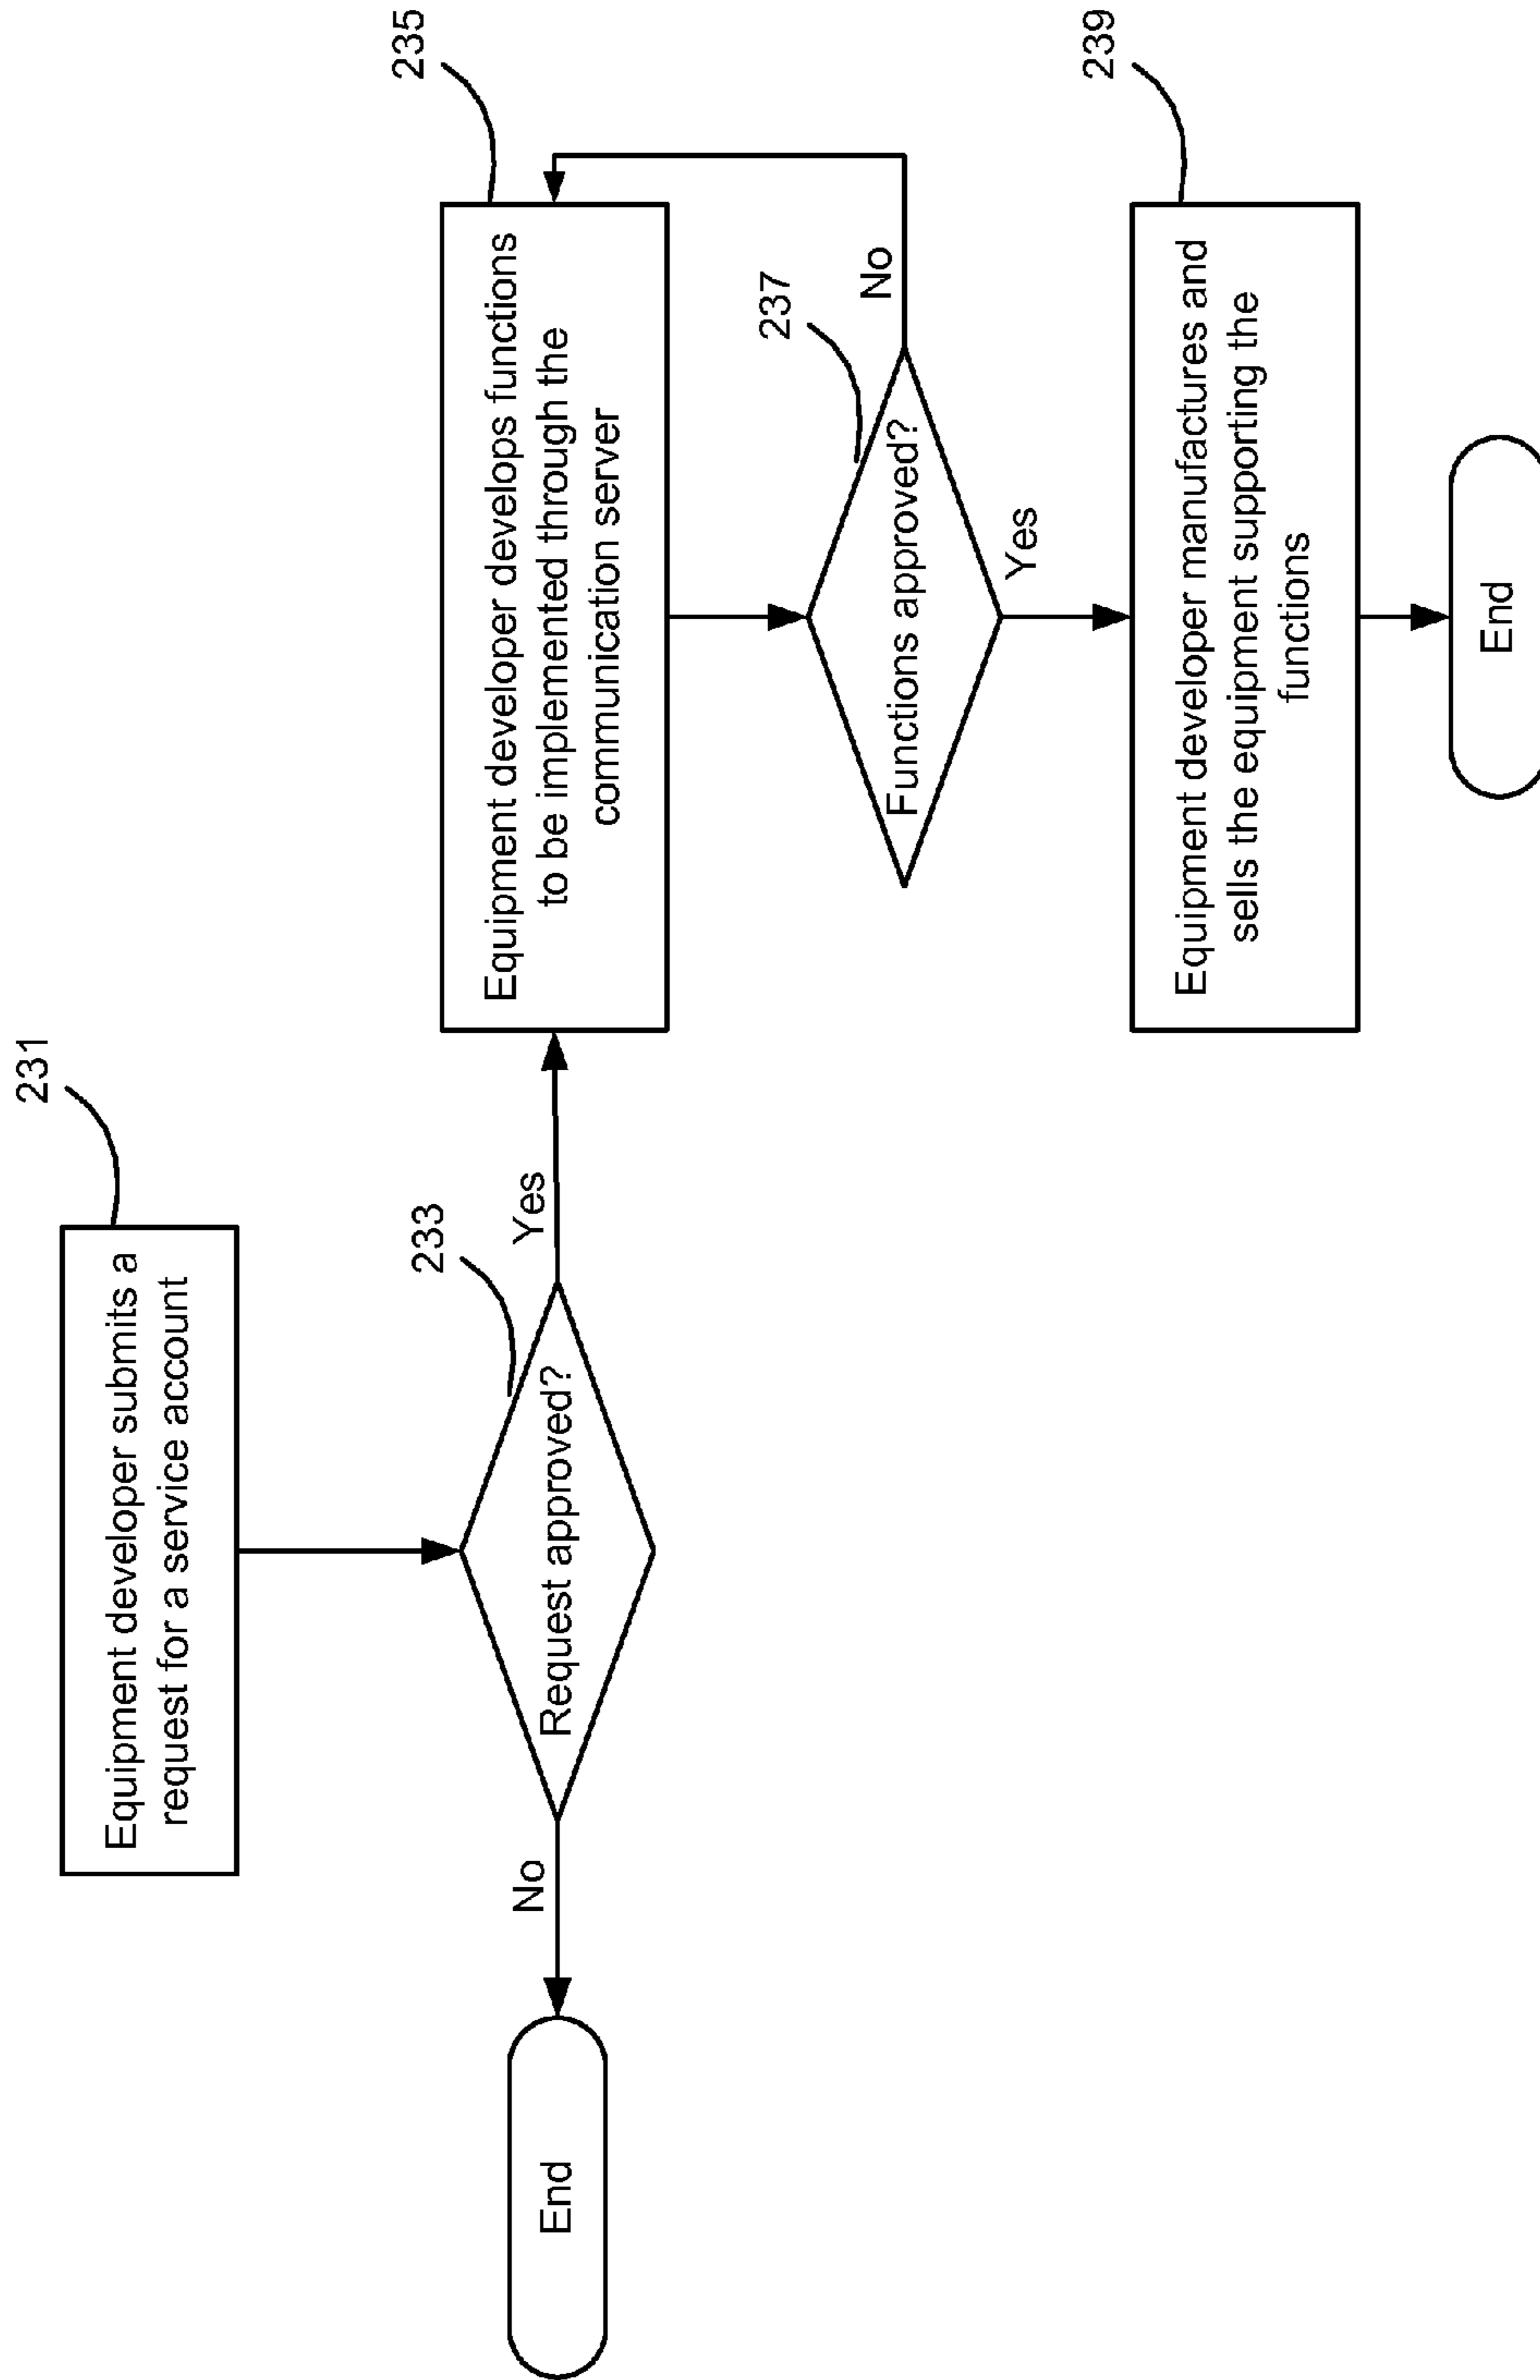 231
Equipment developer submits a
request for a service account
233
Request approved?
No
Yes
End
235
Equipment developer develops functions
to be implemented through the
communication server
237
Functions approved?
No
Yes
239
Equipment developer manufactures and
sells the equipment supporting the
functions
End